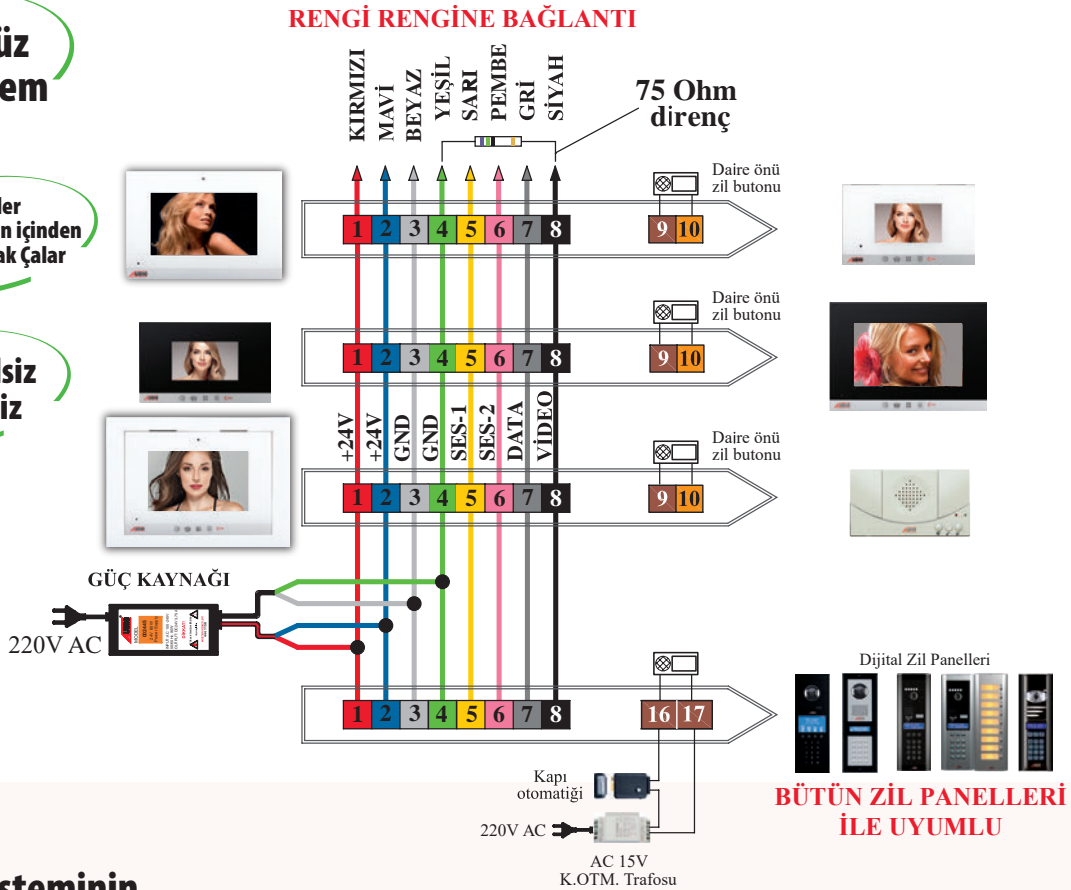 RENGİ RENGİNE BAĞLANTI
üz
em
KIRMIZI
MAVİ
BEYAZ
YEŞİL
SARI
PEMBE
GRİ
SİYAH
75 Ohm
direnç
ler
n içinden
ak Çalar
Daire önü
zil butonu
1 2 3 4 5 6 7 8
9 10
Daire önü
zil butonu
1 2 3 4 5 6 7 8
9 10
siz
iz
+24V
+24V
GND
GND
SES-1
SES-2
DATA
VİDEO
Daire önü
zil butonu
1 2 3 4 5 6 7 8
9 10
GÜÇ KAYNAĞI
220V AC
MODEL
1 2 3 4 5 6 7 8
16 17
Dijital Zil Panelleri
BÜTÜN ZİL PANELLERİ
İLE UYUMLU
Kapı
otomatiği
220V AC
AC 15V
K.OTM. Trafosu
steminin